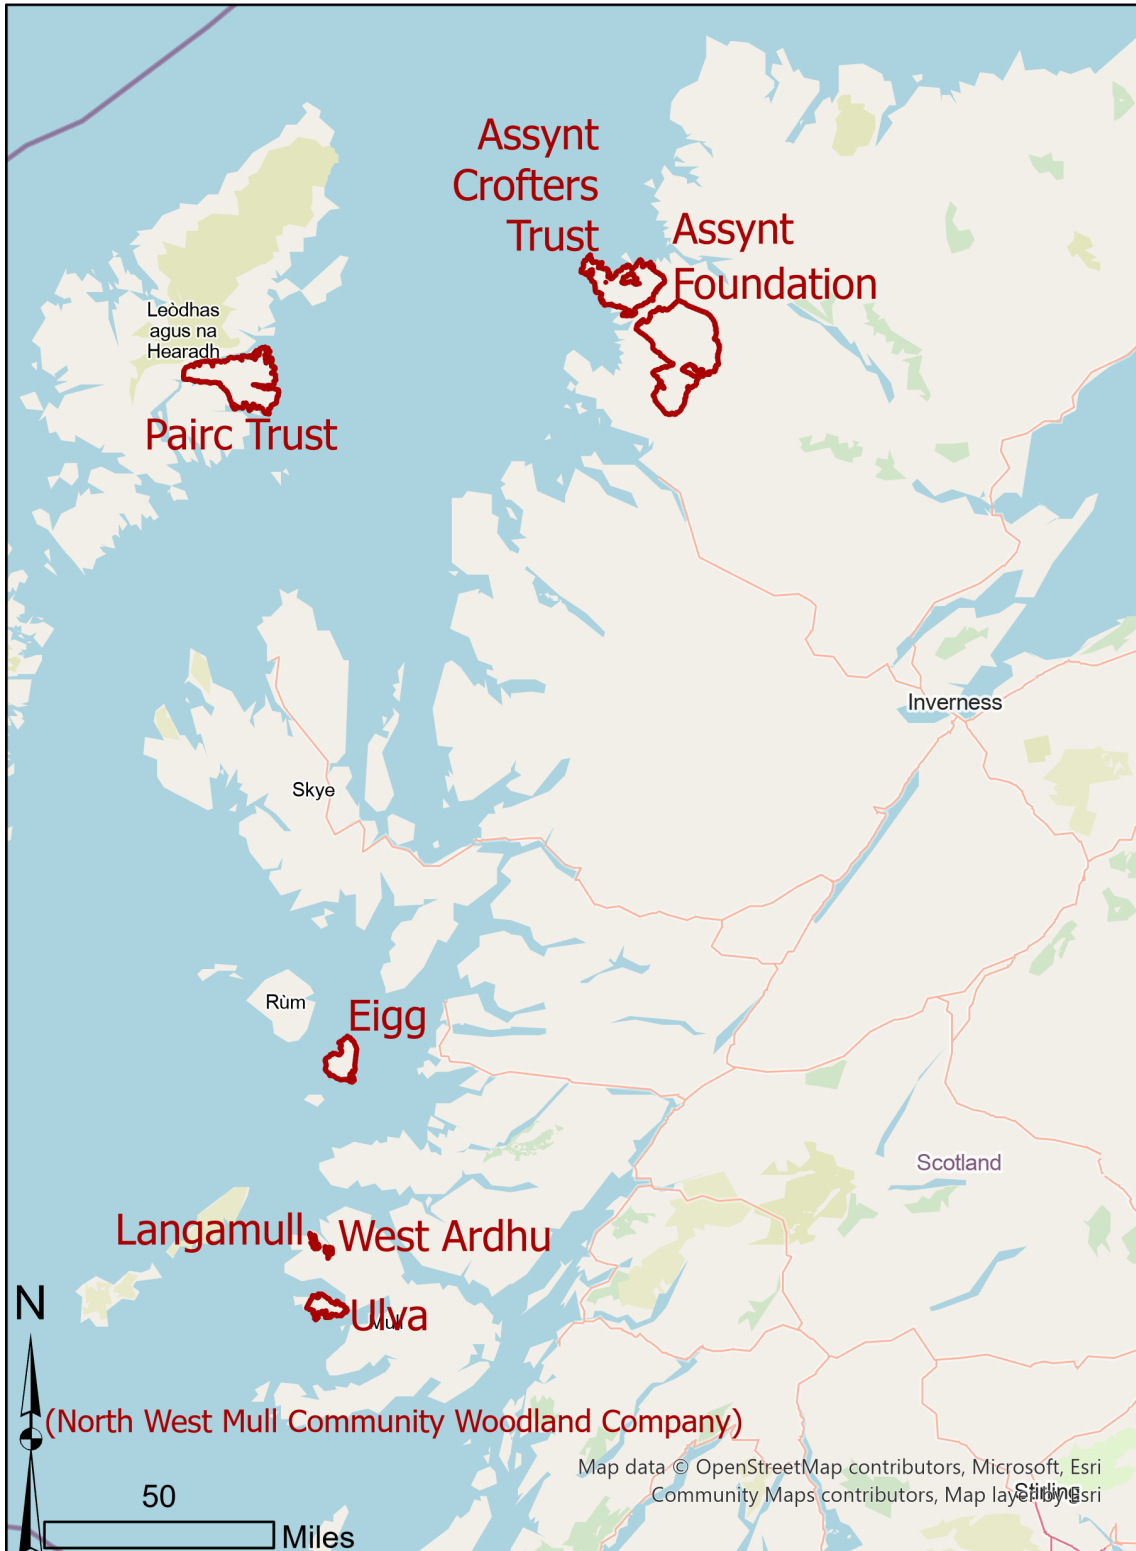 Assynt
Crofters
Trust
Assynt
Foundation
Leòdhas
agus na
Hearadh
Pairc Trust
Inverness
Skye
Rùm
Eigg
Scotland
Langamull
West Ardhu
Ulva
Mull
N
(North West Mull Community Woodland Company)
Map data © OpenStreetMap contributors, Microsoft, Esri
Community Maps contributors, Map layer by Esri
Stirling
50
Miles